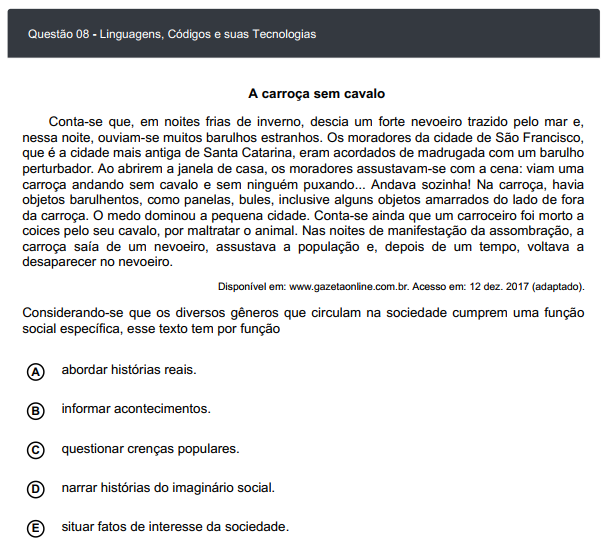 Questão 08 - Linguagens, Códigos e suas Tecnologias
A carroça sem cavalo
Conta-se que, em noites frias de inverno, descia um forte nevoeiro trazido pelo mar e,
nessa noite, ouviam-se muitos barulhos estranhos. Os moradores da cidade de São Francisco,
que é a cidade mais antiga de Santa Catarina, eram acordados de madrugada com um barulho
perturbador. Ao abrirem a janela de casa, os moradores assustavam-se com a cena: viam uma
carroça andando sem cavalo e sem ninguém puxando... Andava sozinha! Na carroça, havia
objetos barulhentos, como panelas, bules, inclusive alguns objetos amarrados do lado de fora
da carroça. O medo dominou a pequena cidade. Conta-se ainda que um carroceiro foi morto a
coices pelo seu cavalo, por maltratar o animal. Nas noites de manifestação da assombração, a
carroça saía de um nevoeiro, assustava a população e, depois de um tempo, voltava a
desaparecer no nevoeiro.
Disponível em: www.gazetaonline.com.br. Acesso em: 12 dez. 2017 (adaptado).
Considerando-se que os diversos gêneros que circulam na sociedade cumprem uma função
social específica, esse texto tem por função
A abordar histórias reais.
B informar acontecimentos.
C questionar crenças populares.
D narrar histórias do imaginário social.
E situar fatos de interesse da sociedade.